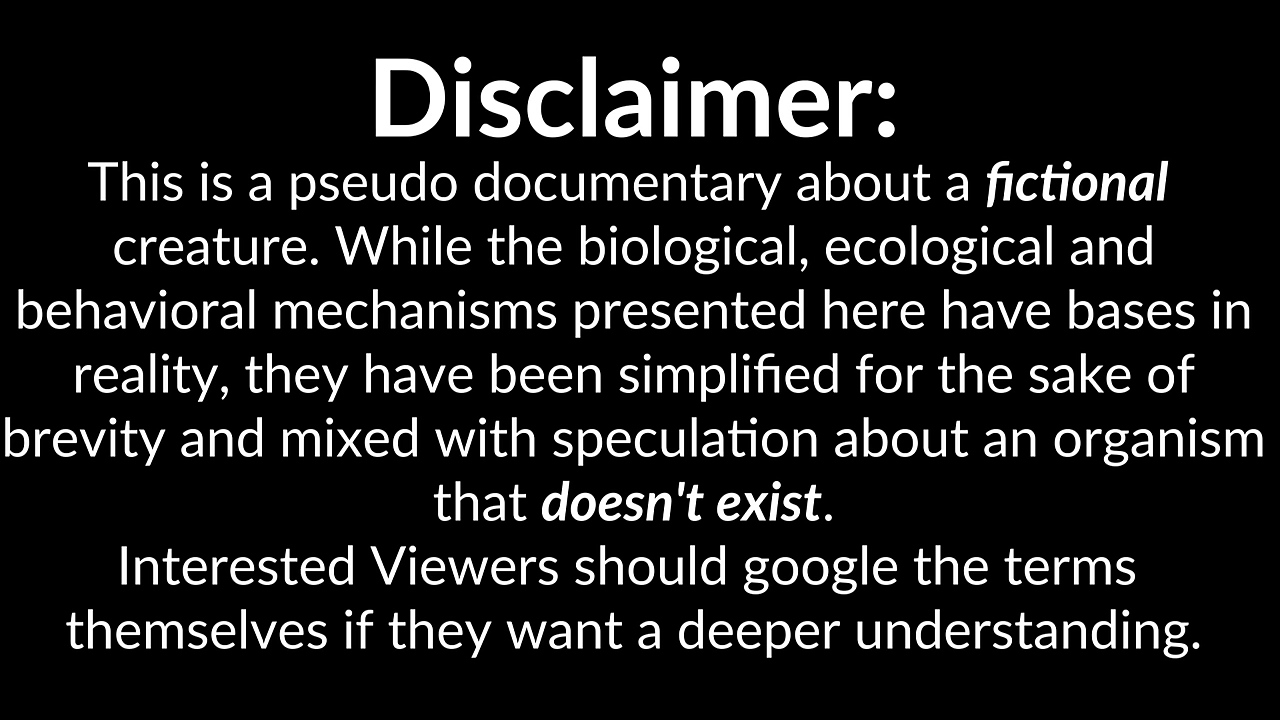 Disclaimer:
This is a pseudo documentary about a fictional
creature. While the biological, ecological and
behavioral mechanisms presented here have bases in
reality, they have been simplified for the sake of
brevity and mixed with speculation about an organism
that doesn't exist.
Interested Viewers should google the terms
themselves if they want a deeper understanding.